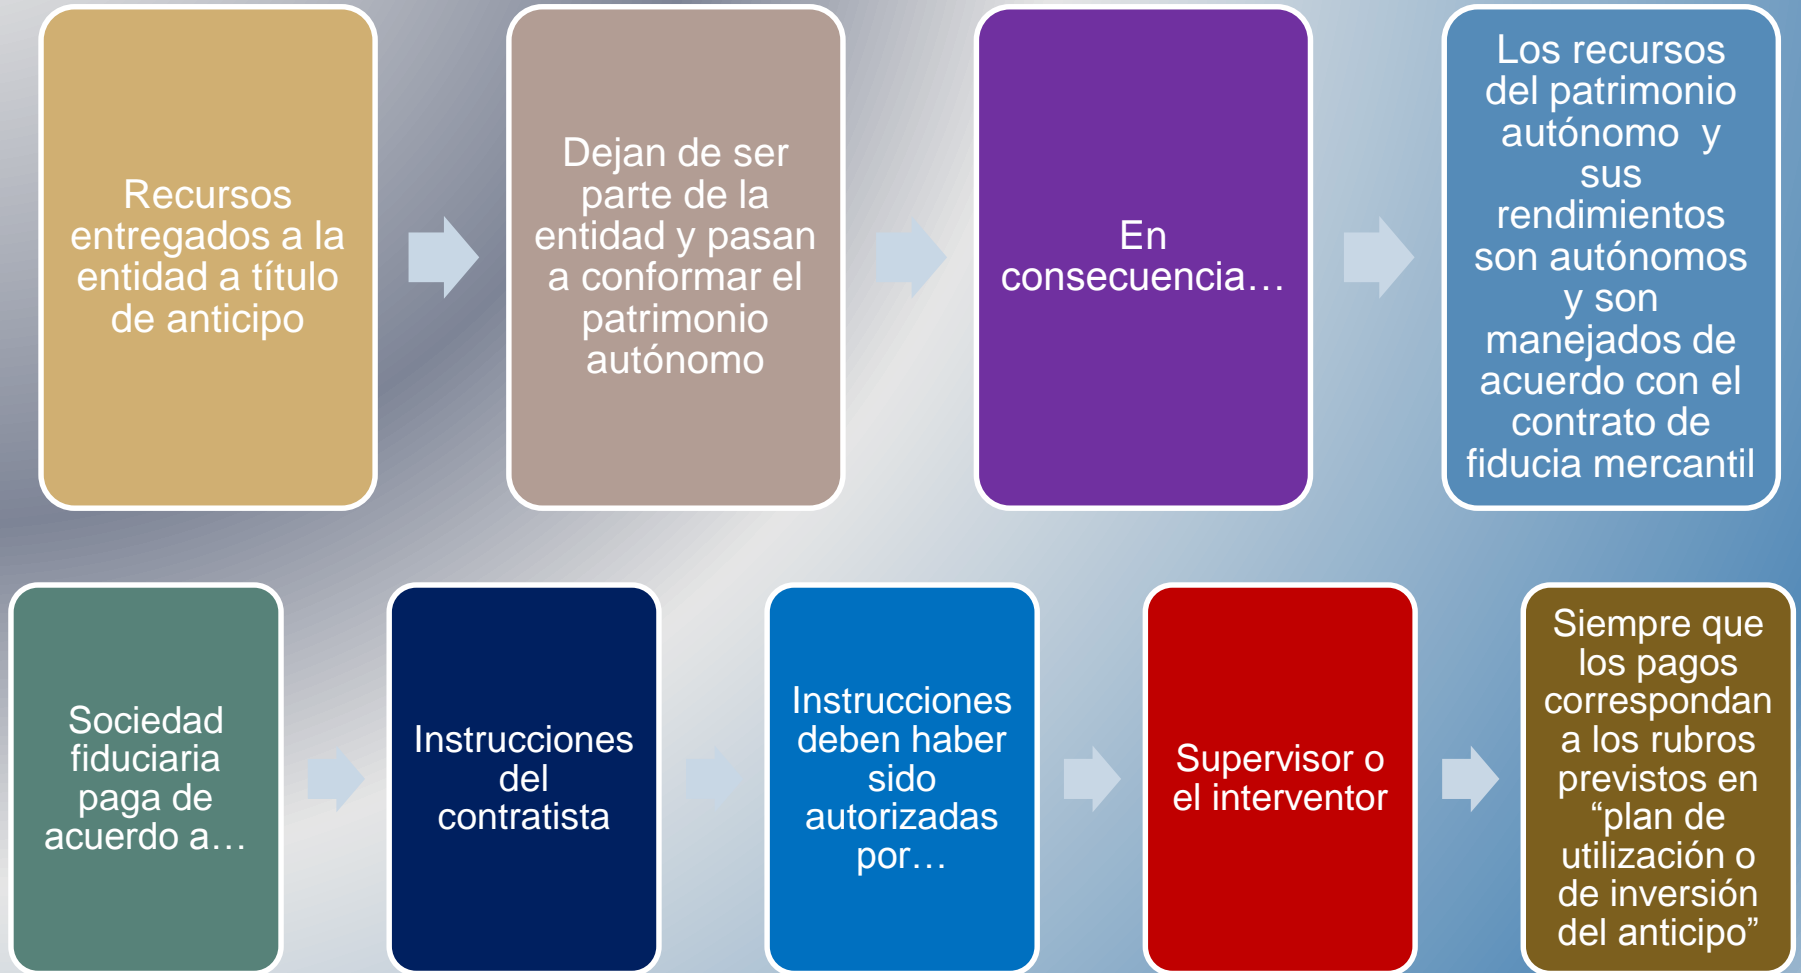 Recursos
entregados a la
entidad a título
de anticipo
Dejan de ser
parte de la
entidad y pasan
a conformar el
patrimonio
autónomo
En
consecuencia…
Los recursos
del patrimonio
autónomo y
sus
rendimientos
son autónomos
y son
manejados de
acuerdo con el
contrato de
fiducia mercantil
Sociedad
fiduciaria
paga de
acuerdo a…
Instrucciones
del
contratista
Instrucciones
deben haber
sido
autorizadas
por…
Supervisor o
el interventor
Siempre que
los pagos
correspondan
a los rubros
previstos en
“plan de
utilización o
de inversión
del anticipo”